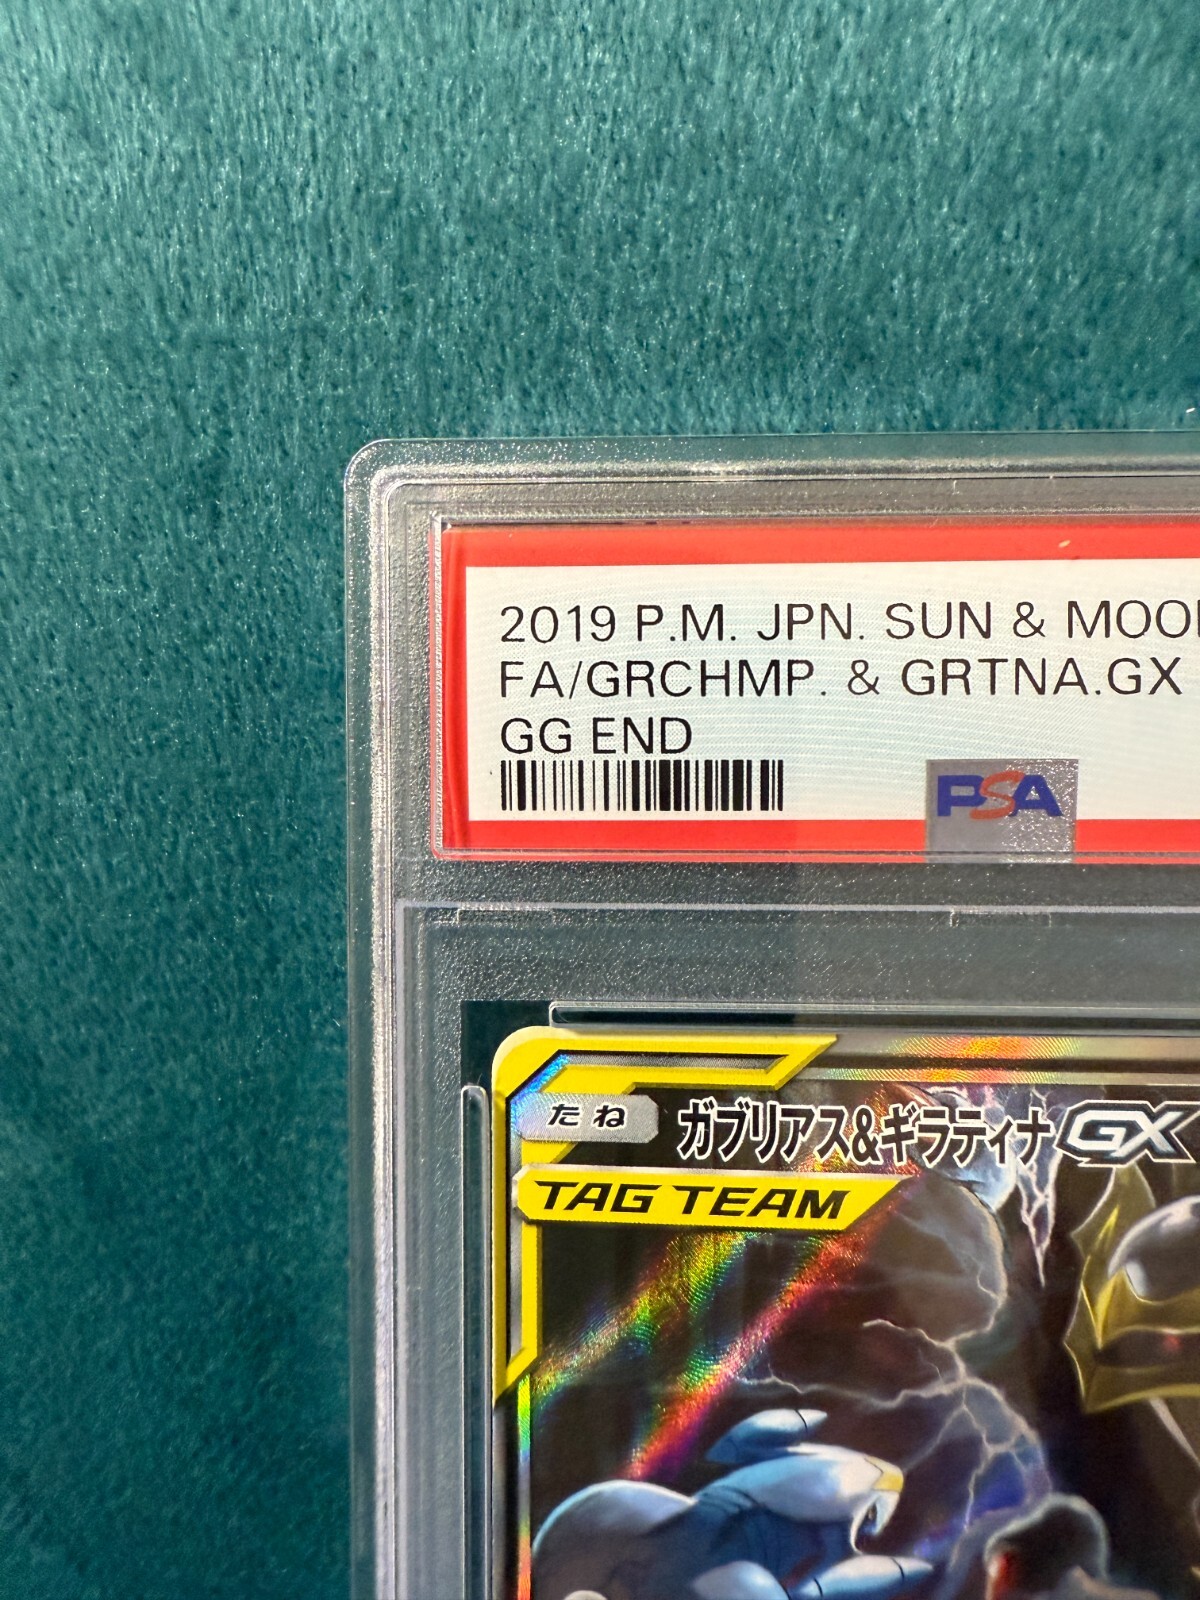 2019 P.M. JPN. SUN & MOO
FA/GRCHMP. & GRTNA.GX
GG END
PSA
たね
ガブリアス&ギラティナGX
TAG TEAM